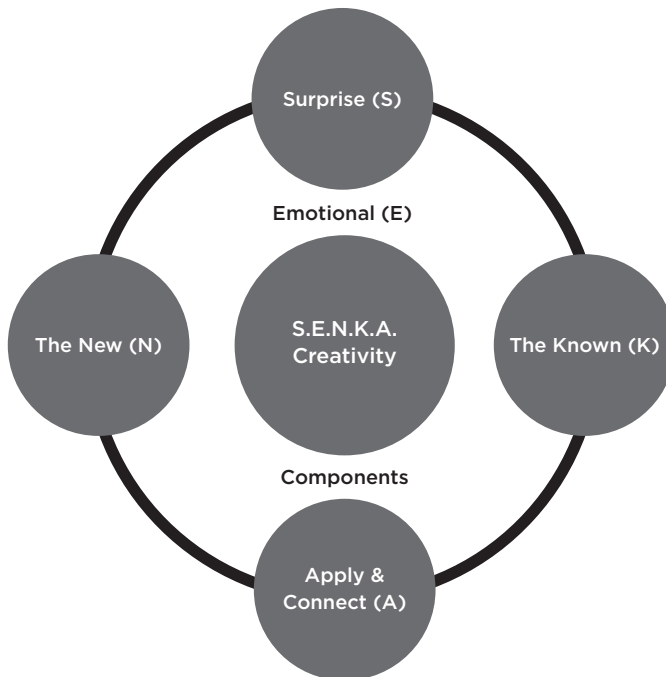 Surprise (S)
Emotional (E)
The New (N)
S.E.N.K.A.
Creativity
The Known (K)
Components
Apply &
Connect (A)